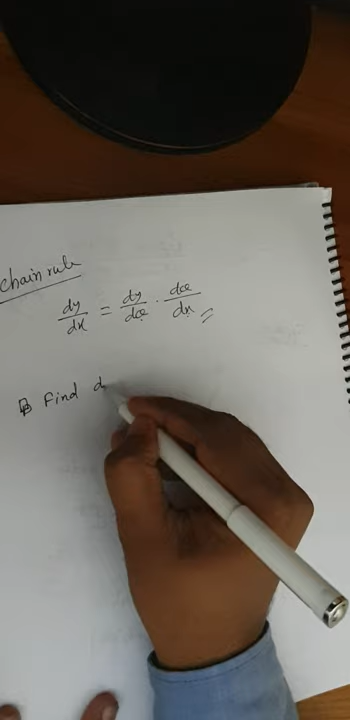 chain rule
dy/dx = dy/du . du/dx
Find d